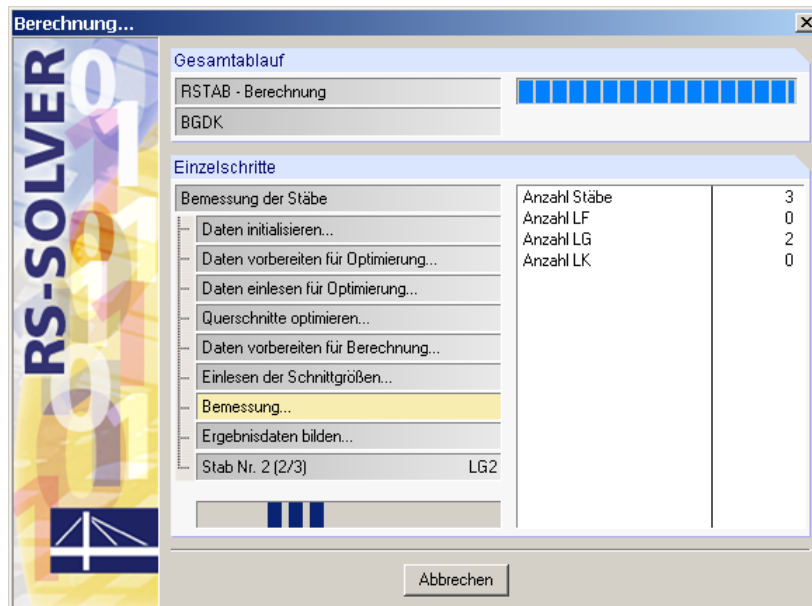 Berechnung...
RS-SOLVER
Gesamtablauf
RSTAB - Berechnung
BGDK
Einzelschritte
Bemessung der Stäbe
Daten initialisieren...
Daten vorbereiten für Optimierung...
Daten einlesen für Optimierung...
Querschnitte optimieren...
Daten vorbereiten für Berechnung...
Einlesen der Schnittgrößen...
Bemessung...
Ergebnisdaten bilden...
Stab Nr. 2 (2/3) LG2
Anzahl Stäbe 3
Anzahl LF 0
Anzahl LG 2
Anzahl LK 0
Abbrechen